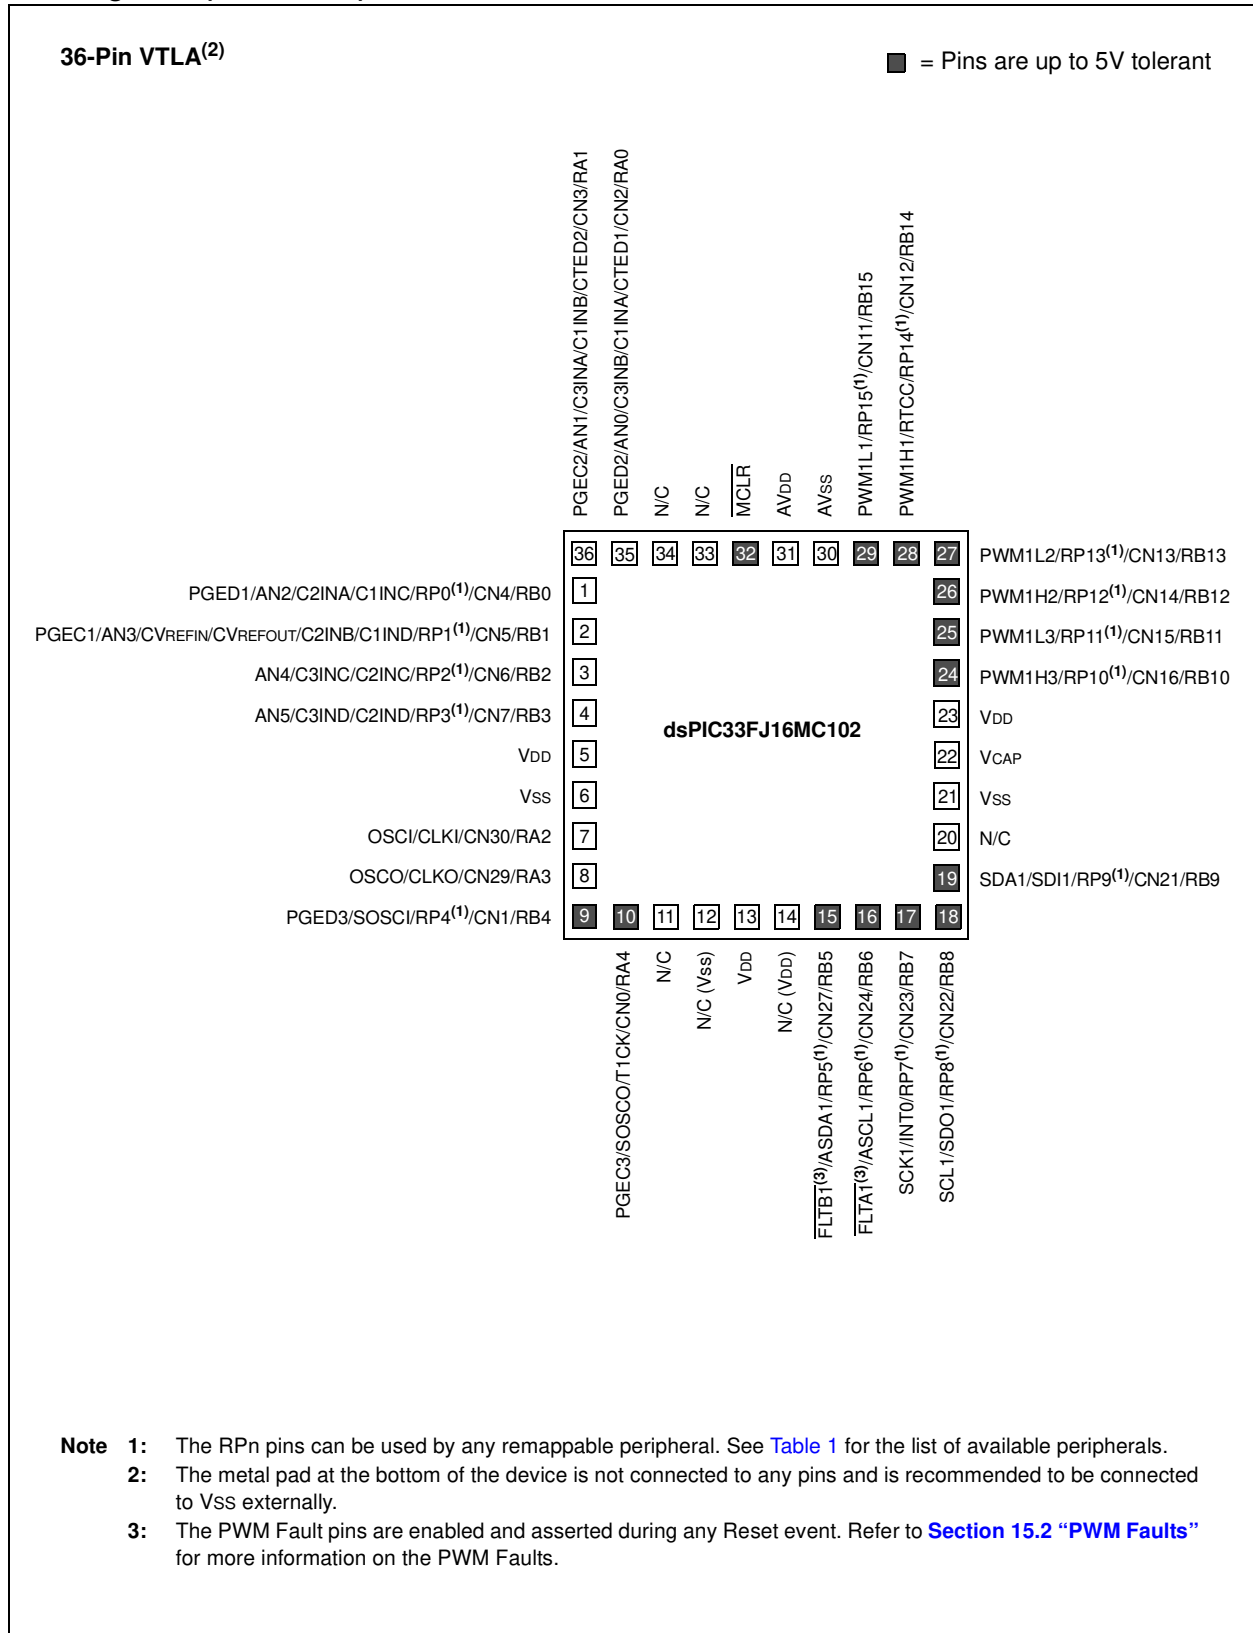 36-Pin VTLA(2)
= Pins are up to 5V tolerant
PGEC2/AN1/C3INA/C1INB/CTED2/CN3/RA1
PGED2/AN0/C3INB/C1INA/CTED1/CN2/RA0
N/C
N/C
MCLR
AVDD
AVSS
PWM1L1/RP15(1)/CN11/RB15
PWM1H1/RTCC/RP14(1)/CN12/RB14
36 35 34 33 32 31 30 29 28 27 PWM1L2/RP13(1)/CN13/RB13
PGED1/AN2/C2INA/C1INC/RP0(1)/CN4/RB0 1 26 PWM1H2/RP12(1)/CN14/RB12
PGEC1/AN3/CVREFIN/CVREFOUT/C2INB/C1IND/RP1(1)/CN5/RB1 2 25 PWM1L3/RP11(1)/CN15/RB11
AN4/C3INC/C2INC/RP2(1)/CN6/RB2 3 24 PWM1H3/RP10(1)/CN16/RB10
AN5/C3IND/C2IND/RP3(1)/CN7/RB3 4 dsPIC33FJ16MC102 23 VDD
VDD 5 22 VCAP
VSS 6 21 VSS
OSCI/CLKI/CN30/RA2 7 20 N/C
OSCO/CLKO/CN29/RA3 8 19 SDA1/SDI1/RP9(1)/CN21/RB9
PGED3/SOSCI/RP4(1)/CN1/RB4 9 10 11 12 13 14 15 16 17 18
PGEC3/SOSCO/T1CK/CN0/RA4
N/C
N/C (Vss)
VDD
N/C (VDD)
FLTB1(3)/ASDA1/RP5(1)/CN27/RB5
FLTA1(3)/ASCL1/RP6(1)/CN24/RB6
SCK1/INT0/RP7(1)/CN23/RB7
SCL1/SDO1/RP8(1)/CN22/RB8
Note 1: The RPn pins can be used by any remappable peripheral. See Table 1 for the list of available peripherals.
2: The metal pad at the bottom of the device is not connected to any pins and is recommended to be connected
to VSS externally.
3: The PWM Fault pins are enabled and asserted during any Reset event. Refer to Section 15.2 “PWM Faults”
for more information on the PWM Faults.